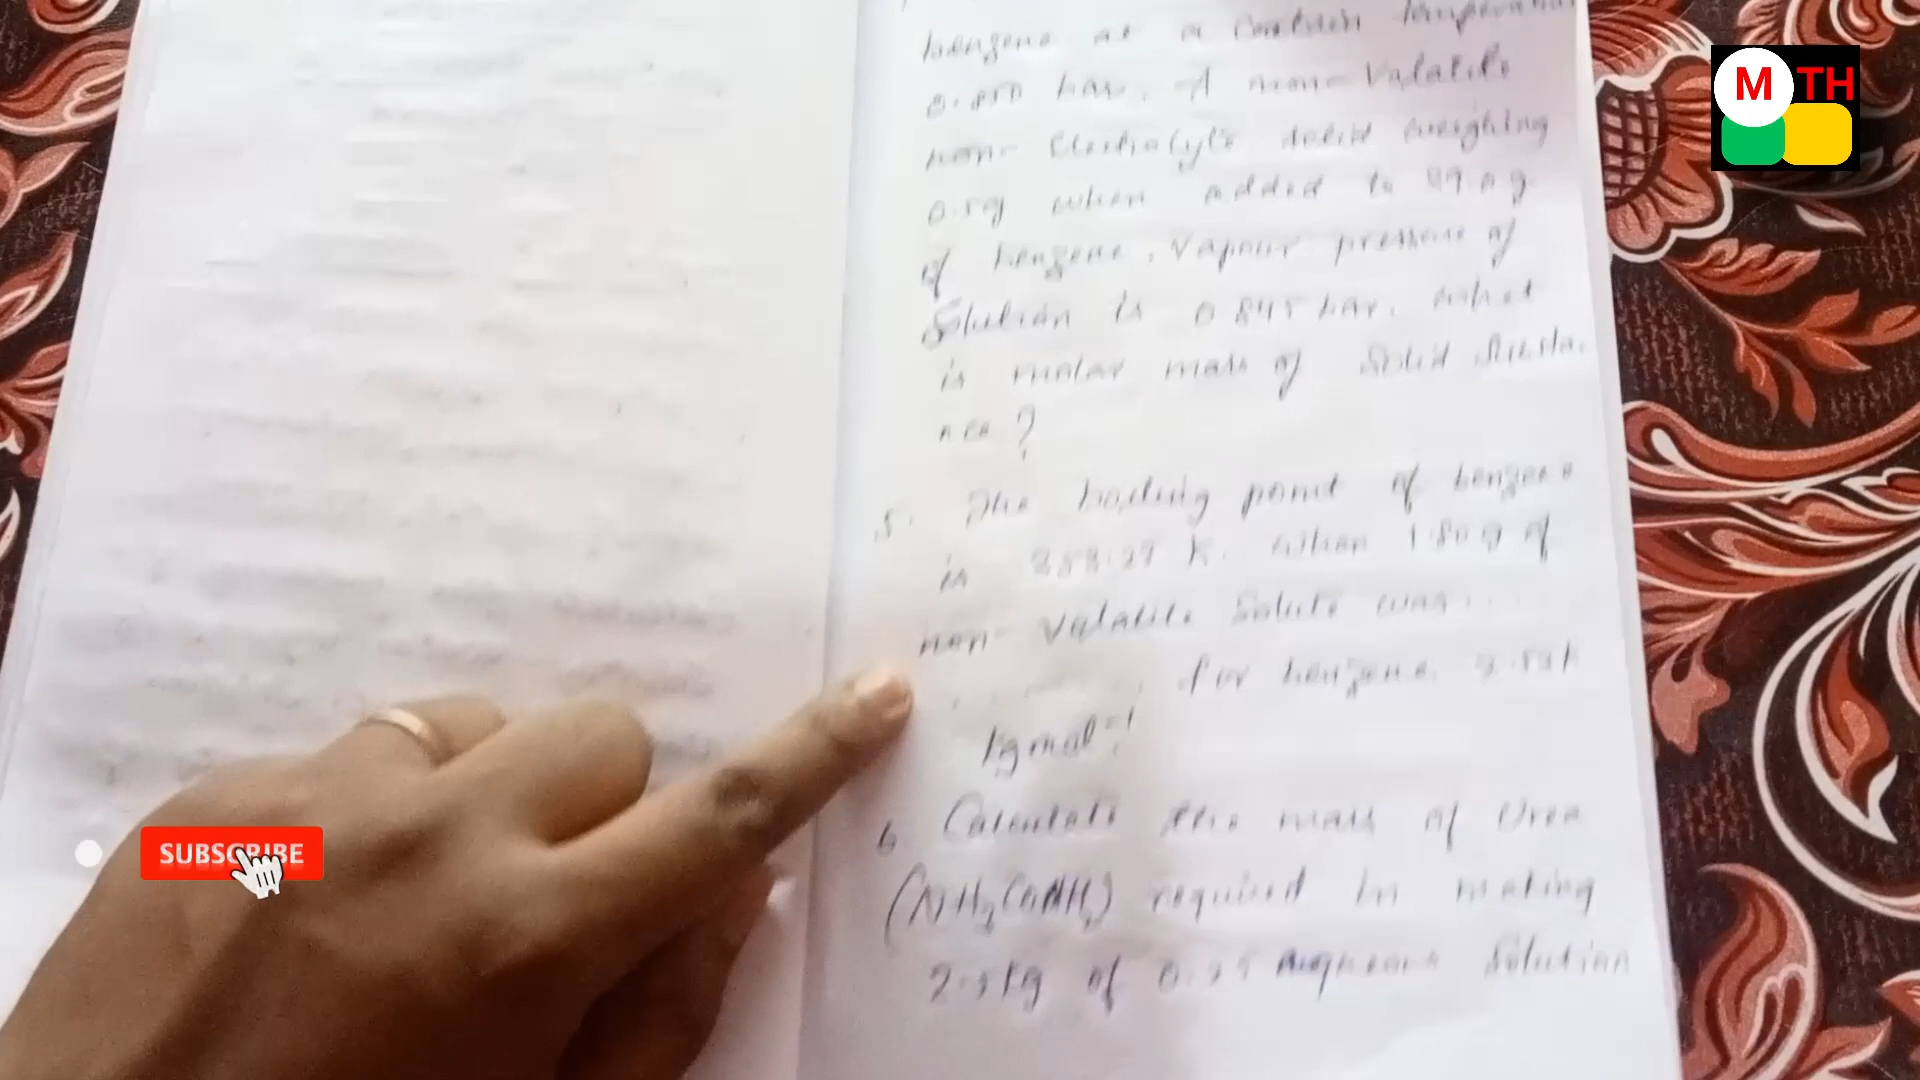 benzene at a certain temperature
0.850 bar. A non-Valatile
non-Electrolyte solid weighing
0.5g when added to 39.0g
of benzene. Vapour pressure of
Solution is 0.845 bar. what
is molar mass of Solid Substa-
nce?
5. The boiling point of benzene
is 353.23 K. When 1.80g of
non-Valatile Solute was....
for benzene 2.53 K
kg mol-1
6 Calculate the mass of Urea
(NH2CONH2) required in making
2.5kg of 0.25 aqueous Solution
M TH
SUBSCRIBE